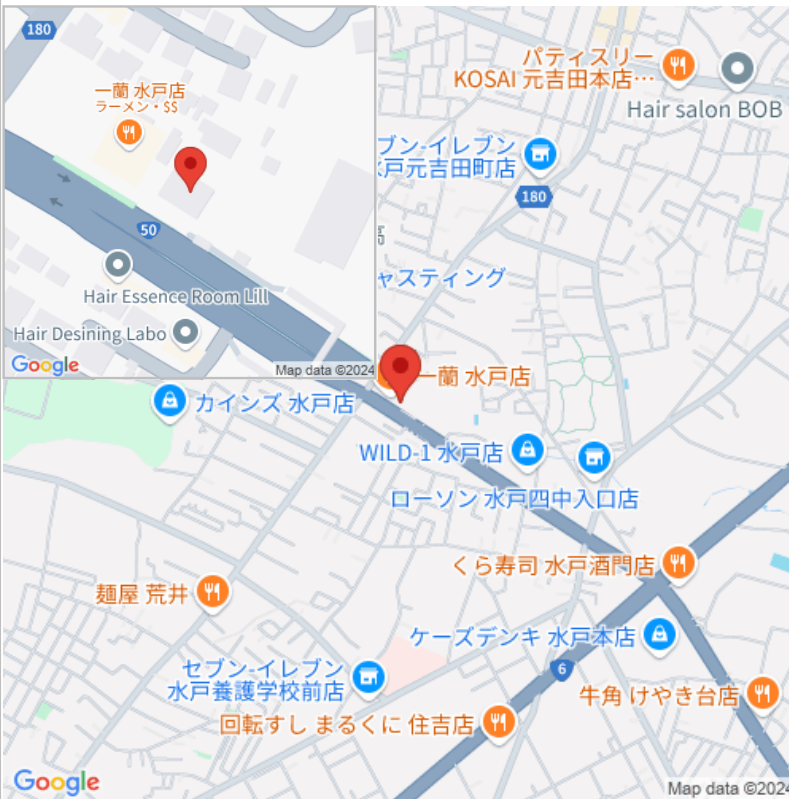 180
一蘭 水戸店
ラーメン・$$
50
Hair Essence Room Lill
Hair Desining Labo
Google
Map data ©2024
パティスリー
KOSAI 元吉田本店…
Hair salon BOB
ブン-イレブン
水戸元吉田町店
180
ャスティング
一蘭 水戸店
カインズ 水戸店
WILD-1 水戸店
ローソン 水戸四中入口店
くら寿司 水戸酒門店
麺屋 荒井
ケーズデンキ 水戸本店
セブン-イレブン
水戸養護学校前店
6
牛角 けやき台店
回転すし まるくに 住吉店
Google
Map data ©2024